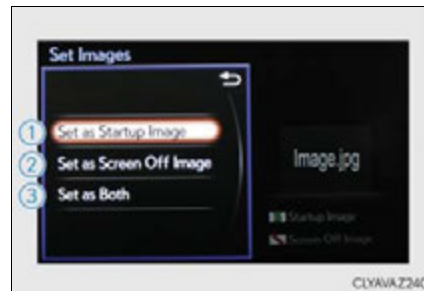 Set Images
1 Set as Startup Image
2 Set as Screen Off Image
3 Set as Both
Image.jpg
Startup Image
Screen Off Image
CLYAVAZ240